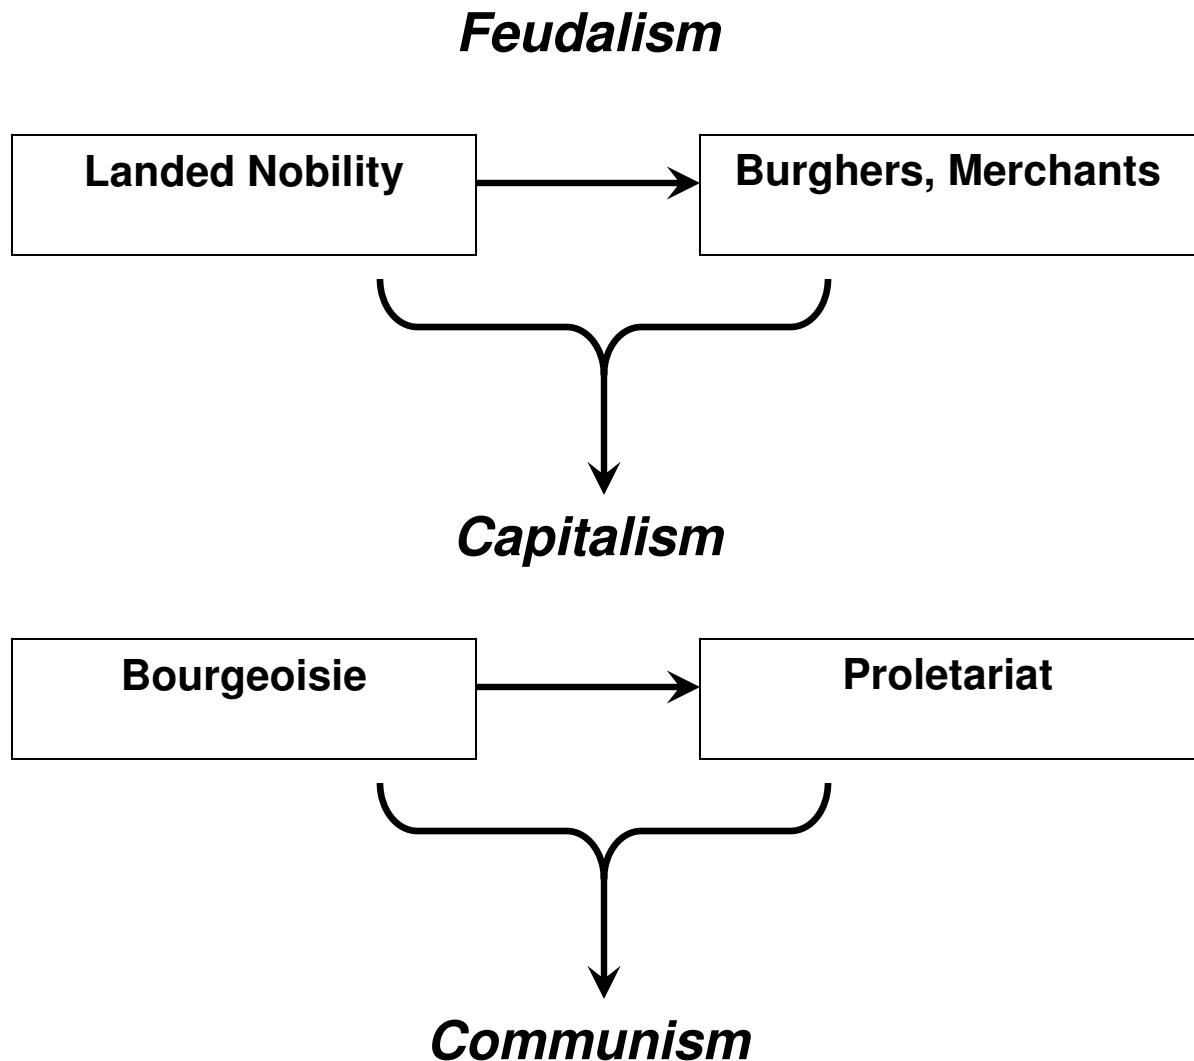 Feudalism
Landed Nobility
Burghers, Merchants
Capitalism
Bourgeoisie
Proletariat
Communism